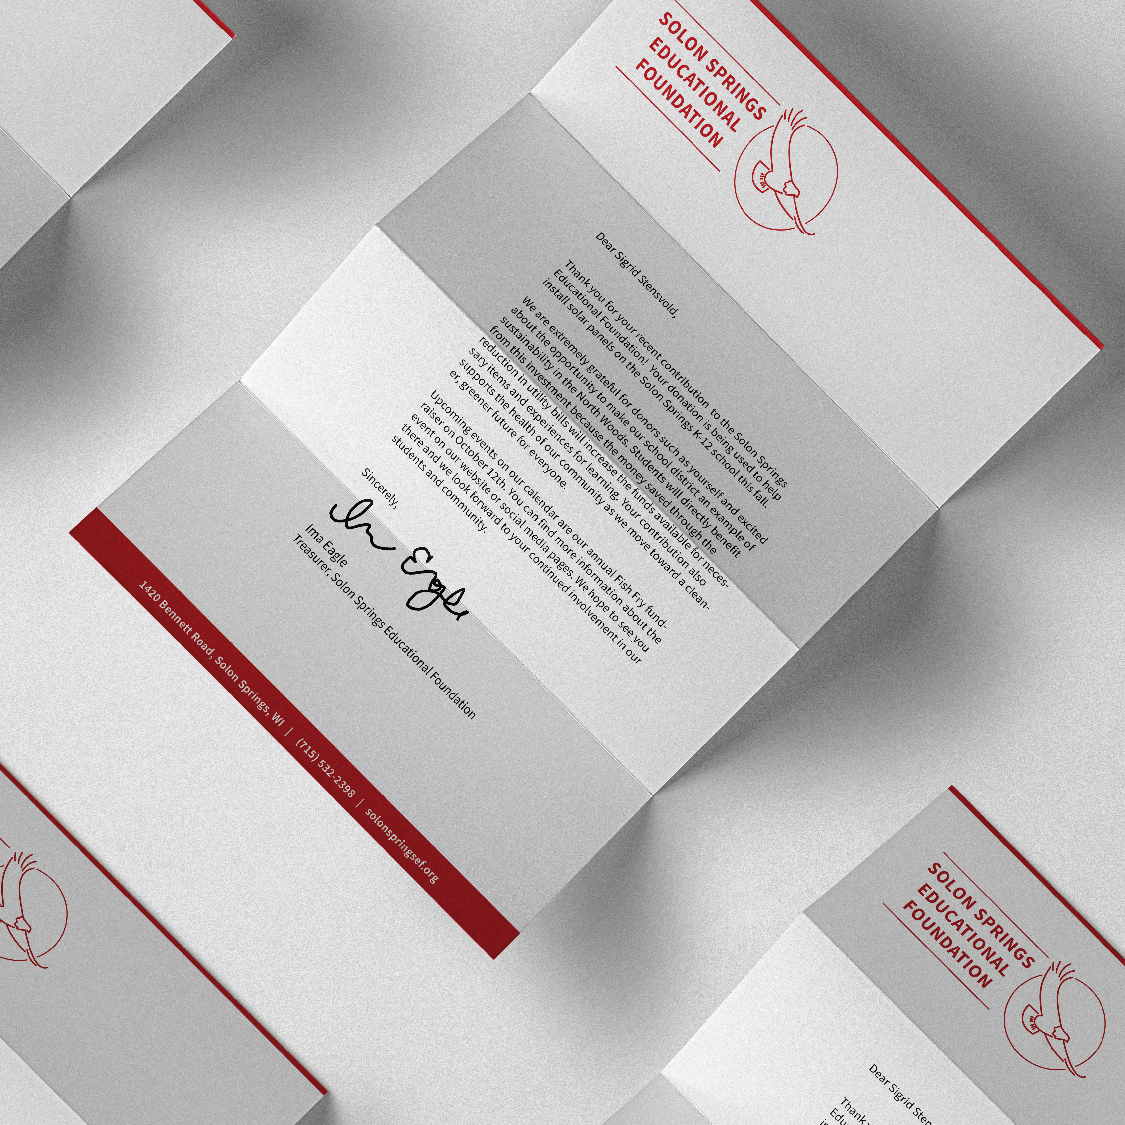 SOLON SPRINGS
EDUCATIONAL
FOUNDATION
Dear Sigrid Stensvold,
Thank you for your recent contribution to the Solon Springs
Educational Foundation! Your donation is being used to help
install solar panels on the Solon Springs K-12 school this fall.
We are extremely grateful for donors such as yourself and excited
about the opportunity to make our school district an example of
sustainability in the North Woods. Students will directly benefit
from this investment because the money saved through the
reduction in utility bills will increase the funds available for neces-
sary items and experiences for learning. Your contribution also
supports the health of our community as we move toward a clean-
er, greener future for everyone.
Upcoming events on our calendar are our annual Fish Fry fund-
raiser on October 12th. You can find more information about the
event on our website or social media pages. We hope to see you
there and we look forward to your continued involvement in our
students and community.
Sincerely,
Ima Eagle
Ima Eagle
Treasurer, Solon Springs Educational Foundation
1420 Bennett Road, Solon Springs, WI | (715) 532-2398 | solonspringsef.org
SOLON SPRINGS
EDUCATIONAL
FOUNDATION
Dear Sigrid Sten
Thank
Edu